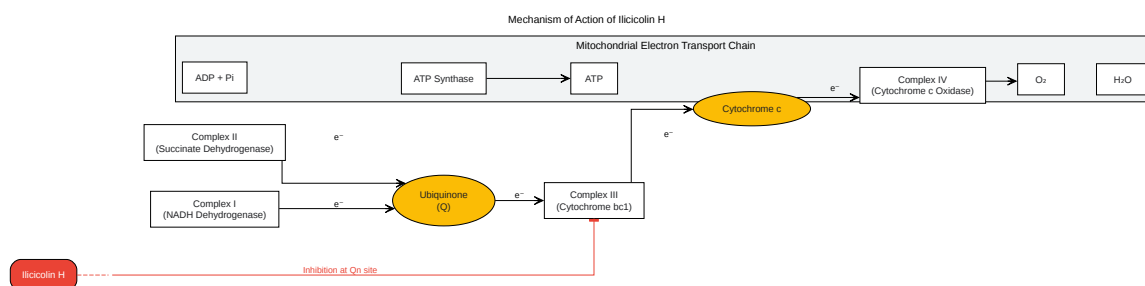 Mechanism of Action of Ilicicolin H
Mitochondrial Electron Transport Chain
ADP + Pi
ATP Synthase
ATP
Complex IV
(Cytochrome c Oxidase)
O₂
H₂O
e⁻
Cytochrome c
e⁻
Complex II
(Succinate Dehydrogenase)
e⁻
Ubiquinone
(Q)
e⁻
Complex III
(Cytochrome bc1)
Complex I
(NADH Dehydrogenase)
e⁻
Ilicicolin H
Inhibition at Qn site